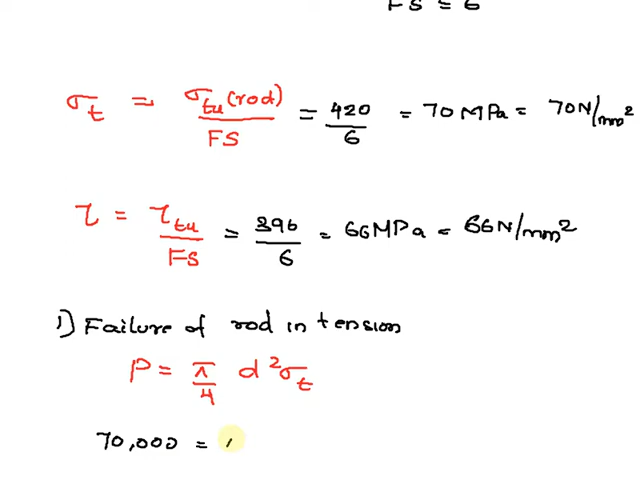 FS = 6
σt = σtu (rod) / FS = 420 / 6 = 70 MPa = 70 N/mm²
τ = τtu / FS = 396 / 6 = 66 MPa = 66 N/mm²
1) Failure of rod in tension
P = π / 4 d² σt
70,000 =